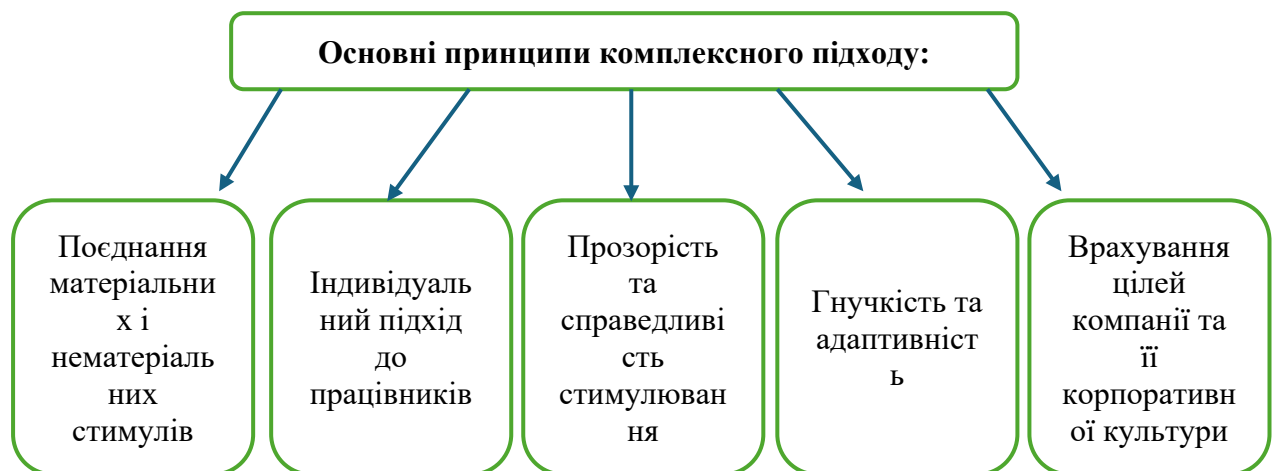 Основні принципи комплексного підходу:
Поєднання
матеріальни
х і
нематеріаль
них
стимулів
Індивідуаль
ний підхід
до
працівників
Прозорість
та
справедливі
сть
стимулюван
ня
Гнучкість та
адаптивніст
ь
Врахування
цілей
компанії та
її
корпоративн
ої культури